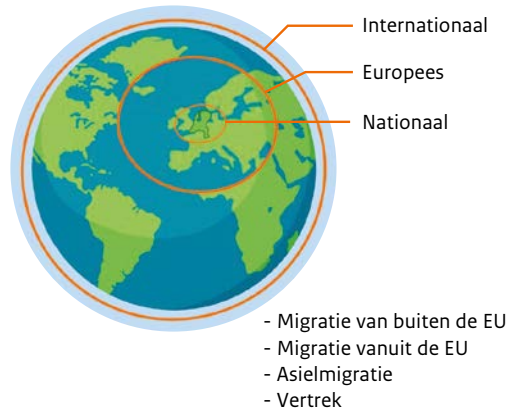 Internationaal
Europees
Nationaal
- Migratie van buiten de EU
- Migratie vanuit de EU
- Asielmigratie
- Vertrek